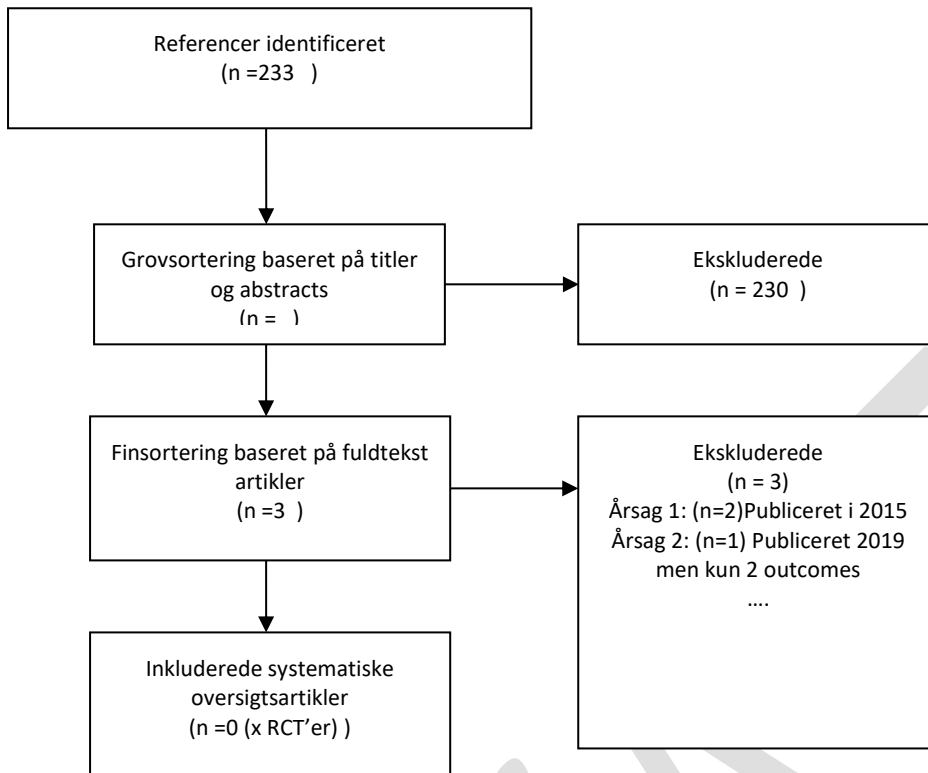 Referencer identificeret
(n =233   )
Grovsortering baseret på titler
og abstracts
(n =   )
Ekskluderede
(n = 230  )
Finsortering baseret på fuldtekst
artikler
(n =3  )
Ekskluderede
(n = 3)
Årsag 1: (n=2)Publiceret i 2015
Årsag 2: (n=1) Publiceret 2019
men kun 2 outcomes
….
Inkluderede systematiske
oversigtsartikler
(n =0 (x RCT’er) )